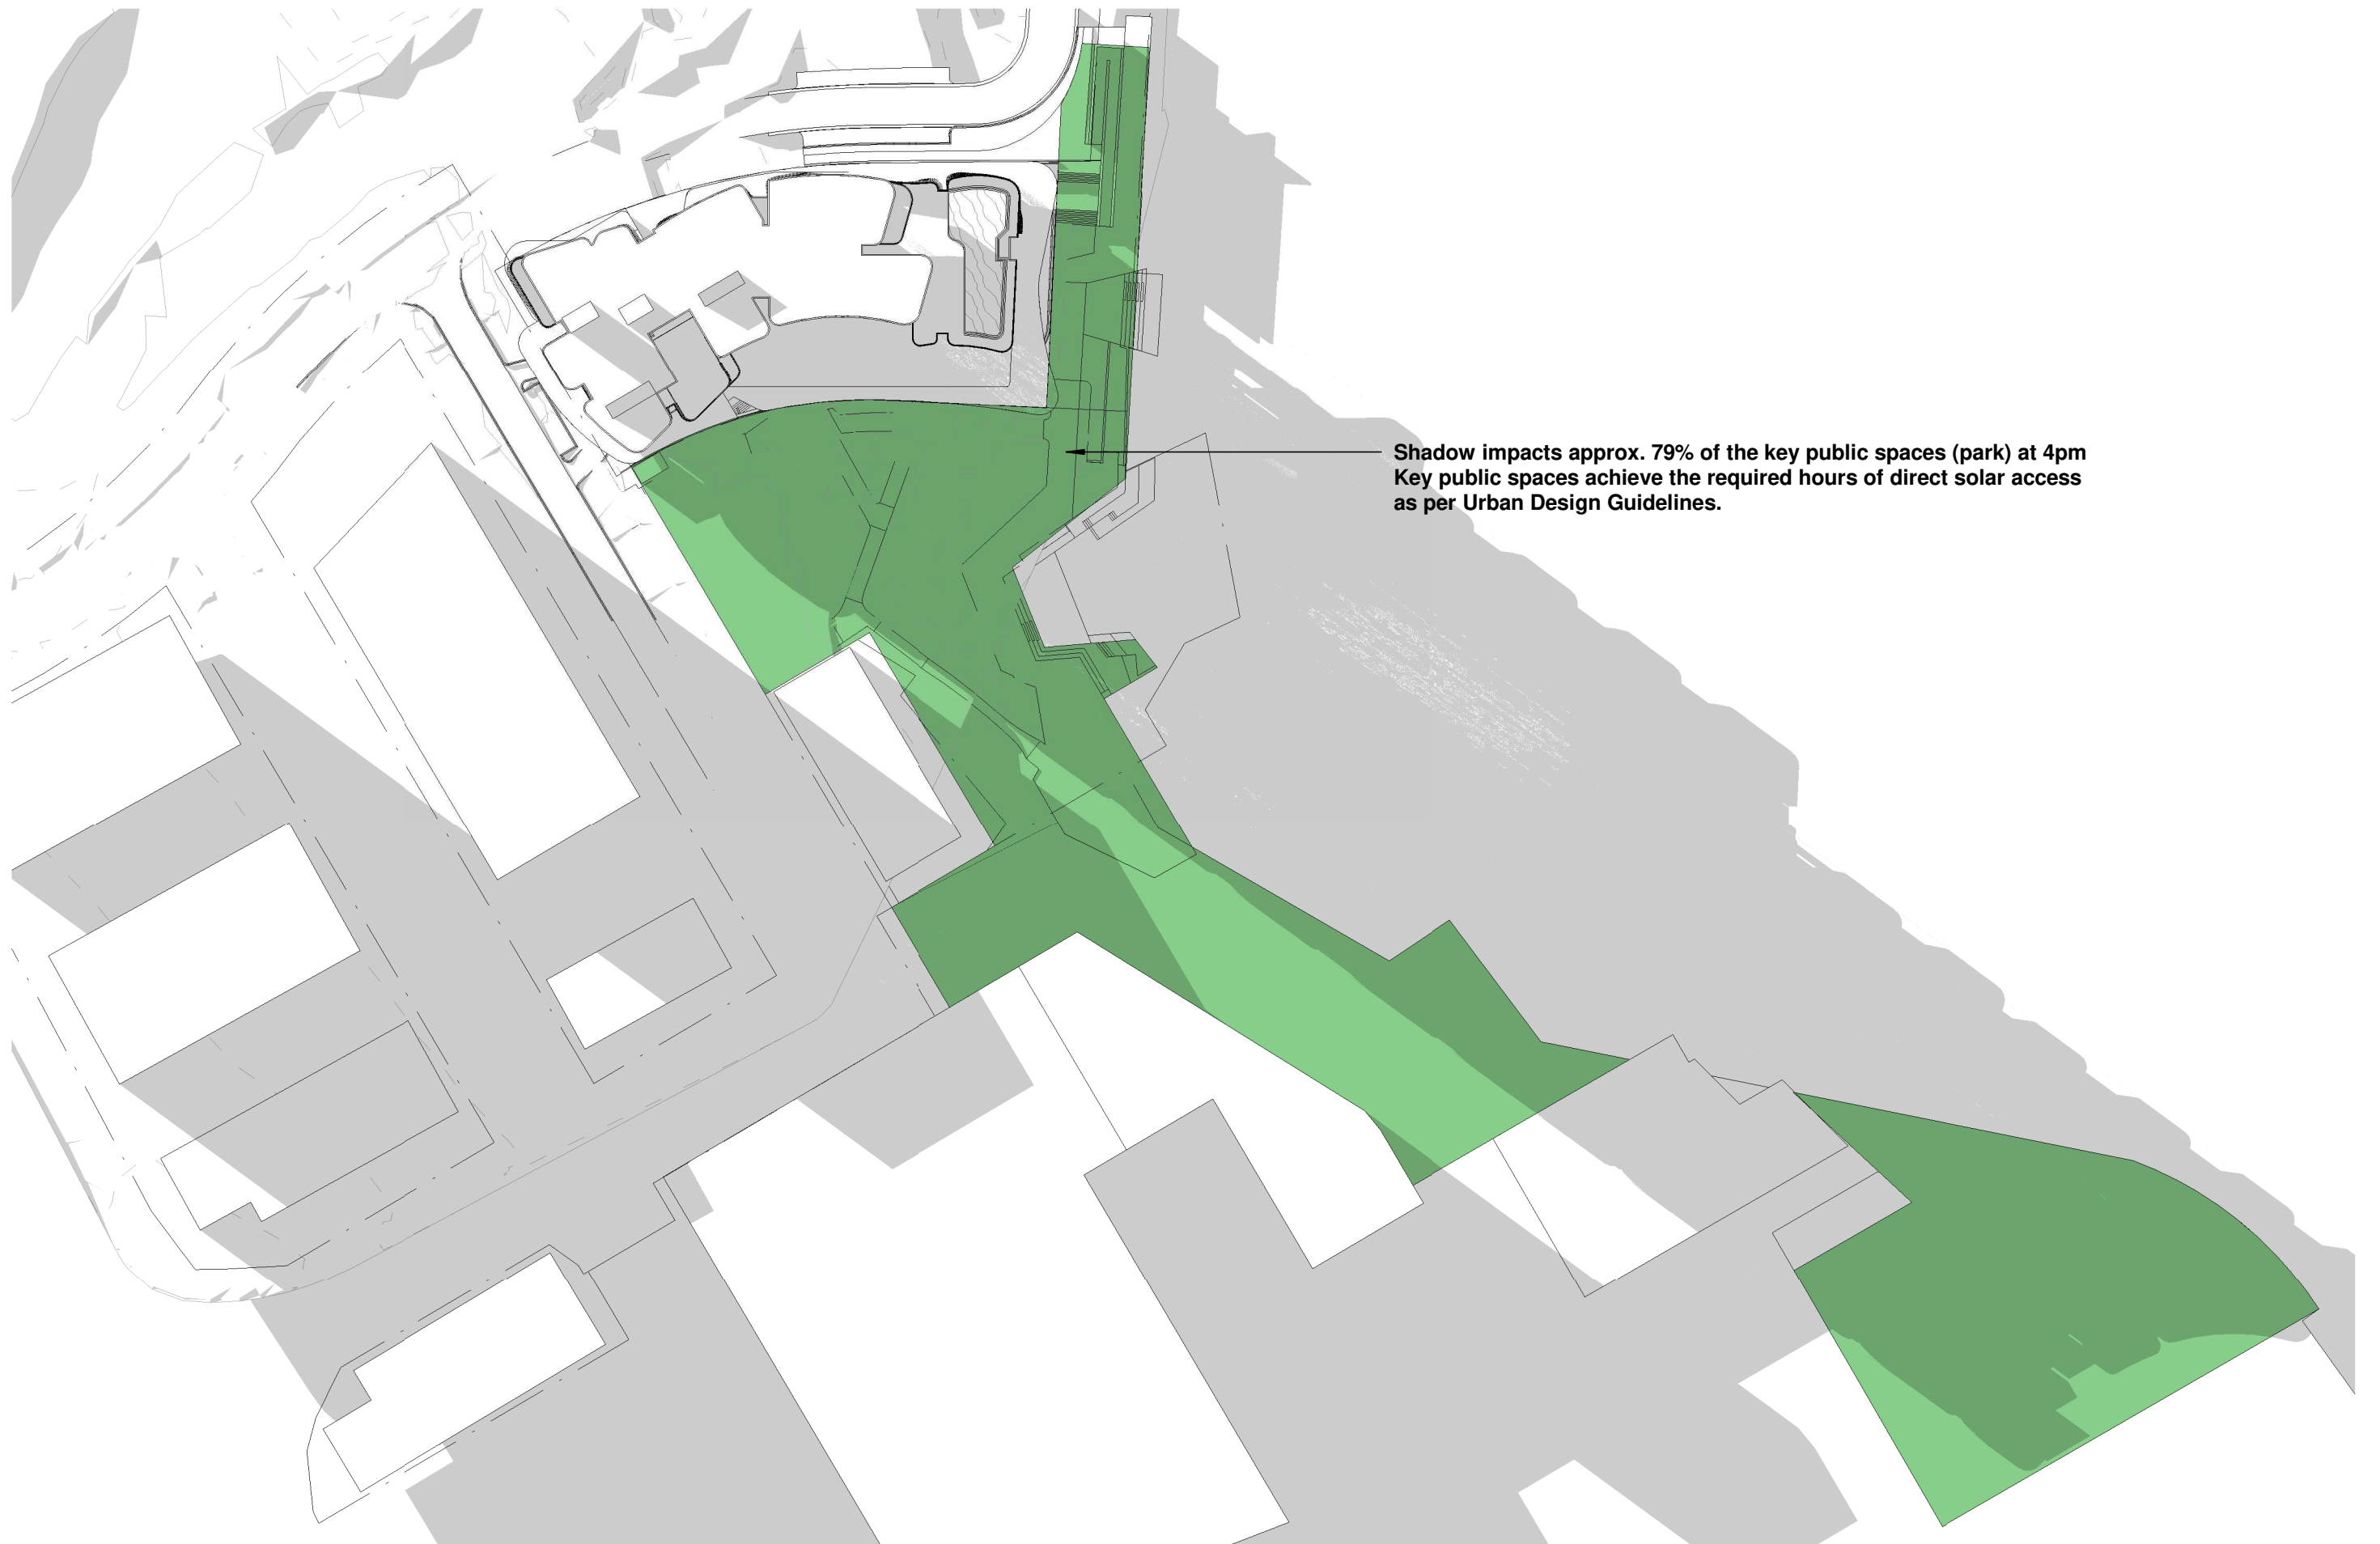 Shadow impacts approx. 79% of the key public spaces (park) at 4pm
Key public spaces achieve the required hours of direct solar access
as per Urban Design Guidelines.